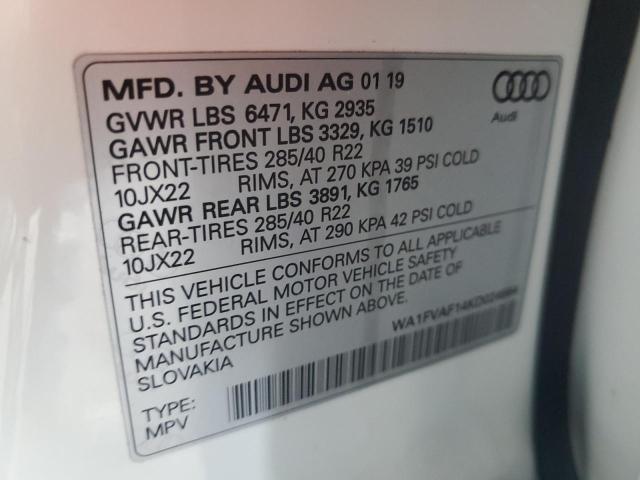 MFD. BY AUDI AG 01 19
Audi
GVWR LBS 6471, KG 2935
GAWR FRONT LBS 3329, KG 1510
FRONT-TIRES 285/40 R22
10JX22 RIMS, AT 270 KPA 39 PSI COLD
GAWR REAR LBS 3891, KG 1765
REAR-TIRES 285/40 R22
10JX22 RIMS, AT 290 KPA 42 PSI COLD
THIS VEHICLE CONFORMS TO ALL APPLICABLE
U.S. FEDERAL MOTOR VEHICLE SAFETY
STANDARDS IN EFFECT ON THE DATE OF
MANUFACTURE SHOWN ABOVE.
SLOVAKIA
TYPE:
MPV